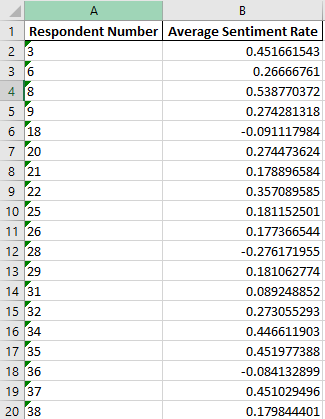 A B
1 Respondent Number Average Sentiment Rate
2 3 0.451661543
3 6 0.26666761
4 8 0.538770372
5 9 0.274281318
6 18 -0.091117984
7 20 0.274473624
8 21 0.178896584
9 22 0.357089585
10 25 0.181152501
11 26 0.177366544
12 28 -0.276171955
13 29 0.181062774
14 31 0.089248852
15 32 0.273055293
16 34 0.446611903
17 35 0.451977388
18 36 -0.084132899
19 37 0.451029496
20 38 0.179844401